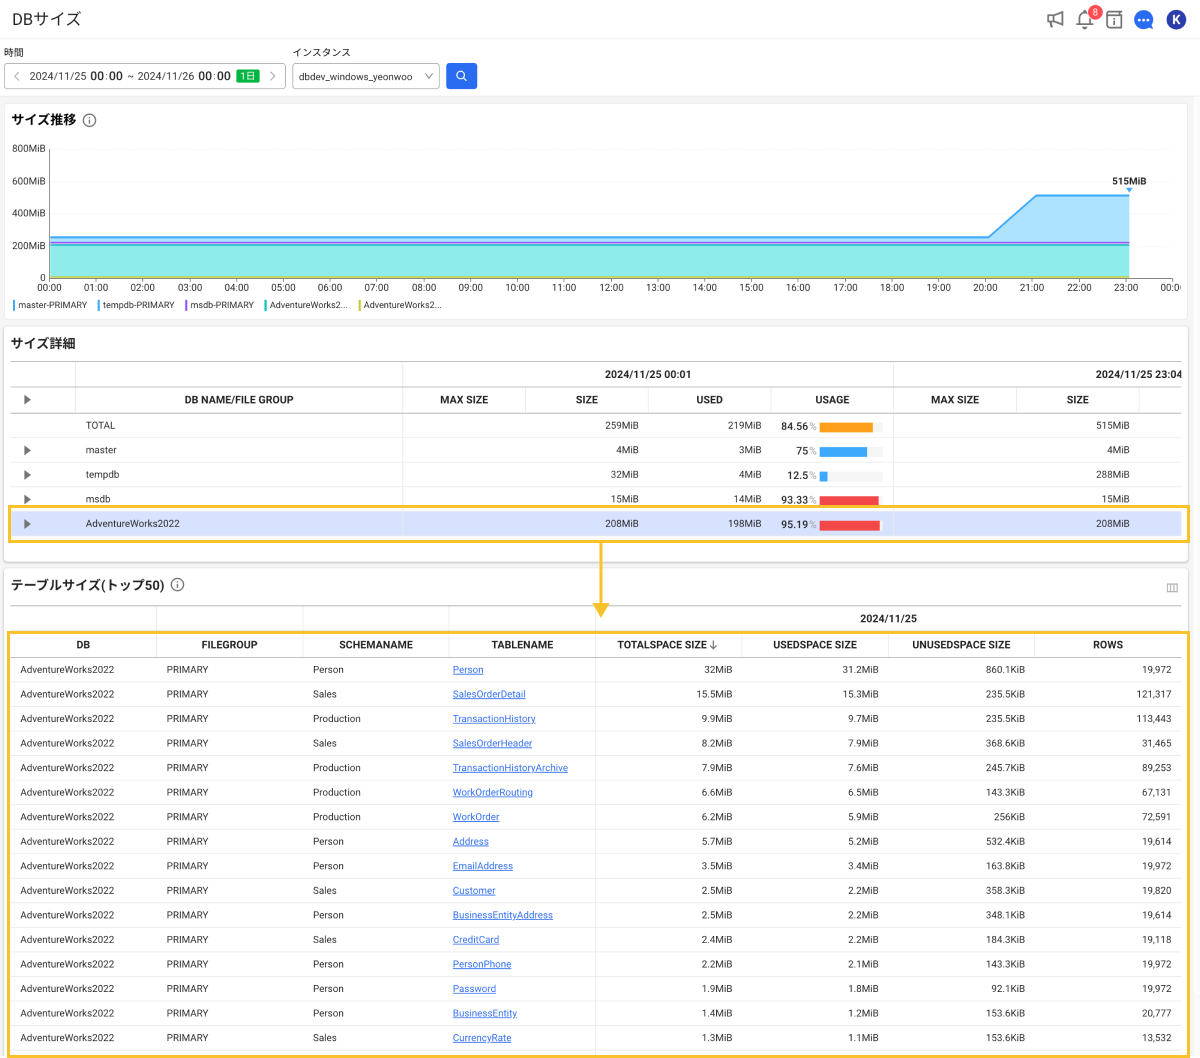 DBサイズ
8
K
時間
インスタンス
2024/11/25 00:00 ~ 2024/11/26 00:00 1日
dbdev_windows_yeonwoo
サイズ推移
800MiB
600MiB
400MiB
200MiB
0
515MiB
00:00 01:00 02:00 03:00 04:00 05:00 06:00 07:00 08:00 09:00 10:00 11:00 12:00 13:00 14:00 15:00 16:00 17:00 18:00 19:00 20:00 21:00 22:00 23:00 00:0
master-PRIMARY tempdb-PRIMARY msdb-PRIMARY AdventureWorks2... AdventureWorks2...
サイズ詳細
2024/11/25 00:01 2024/11/25 23:04
DB NAME/FILE GROUP MAX SIZE SIZE USED USAGE MAX SIZE SIZE
TOTAL 259MiB 219MiB 84.56% 515MiB
master 4MiB 3MiB 75% 4MiB
tempdb 32MiB 4MiB 12.5% 288MiB
msdb 15MiB 14MiB 93.33% 15MiB
AdventureWorks2022 208MiB 198MiB 95.19% 208MiB
テーブルサイズ(トップ50)
2024/11/25
DB FILEGROUP SCHEMANAME TABLENAME TOTALSPACE SIZE↓ USEDSPACE SIZE UNUSEDSPACE SIZE ROWS
AdventureWorks2022 PRIMARY Person Person 32MiB 31.2MiB 860.1KiB 19,972
AdventureWorks2022 PRIMARY Sales SalesOrderDetail 15.5MiB 15.3MiB 235.5KiB 121,317
AdventureWorks2022 PRIMARY Production TransactionHistory 9.9MiB 9.7MiB 235.5KiB 113,443
AdventureWorks2022 PRIMARY Sales SalesOrderHeader 8.2MiB 7.9MiB 368.6KiB 31,465
AdventureWorks2022 PRIMARY Production TransactionHistoryArchive 7.9MiB 7.6MiB 245.7KiB 89,253
AdventureWorks2022 PRIMARY Production WorkOrderRouting 6.6MiB 6.5MiB 143.3KiB 67,131
AdventureWorks2022 PRIMARY Production WorkOrder 6.2MiB 5.9MiB 256KiB 72,591
AdventureWorks2022 PRIMARY Person Address 5.7MiB 5.2MiB 532.4KiB 19,614
AdventureWorks2022 PRIMARY Person EmailAddress 3.5MiB 3.4MiB 163.8KiB 19,972
AdventureWorks2022 PRIMARY Sales Customer 2.5MiB 2.2MiB 358.3KiB 19,820
AdventureWorks2022 PRIMARY Person BusinessEntityAddress 2.5MiB 2.2MiB 348.1KiB 19,614
AdventureWorks2022 PRIMARY Sales CreditCard 2.4MiB 2.2MiB 184.3KiB 19,118
AdventureWorks2022 PRIMARY Person PersonPhone 2.2MiB 2.1MiB 143.3KiB 19,972
AdventureWorks2022 PRIMARY Person Password 1.9MiB 1.8MiB 92.1KiB 19,972
AdventureWorks2022 PRIMARY Person BusinessEntity 1.4MiB 1.2MiB 153.6KiB 20,777
AdventureWorks2022 PRIMARY Sales CurrencyRate 1.3MiB 1.1MiB 153.6KiB 13,532